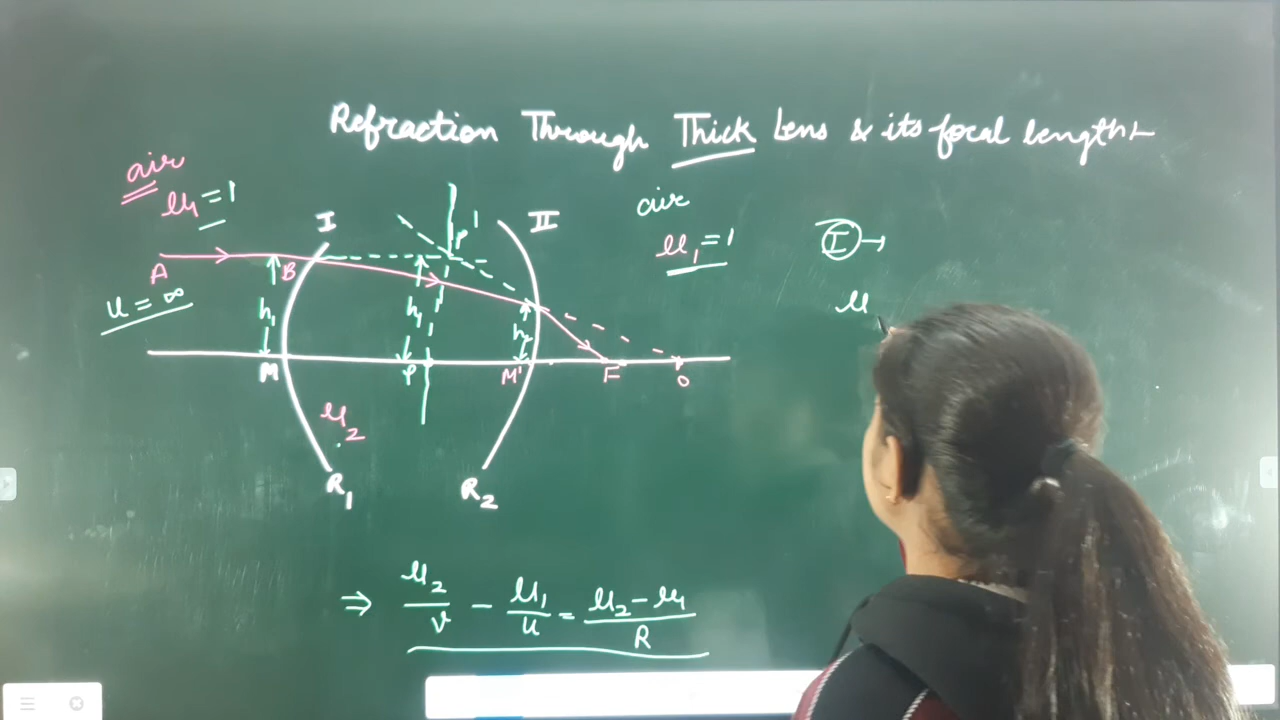 Refraction Through Thick lens & its focal length
air
μ₁ = 1
air
μ₁ = 1
I
II
P'
I →
A
B
u = ∞
h₁
h₁
h₂
μ
M
P
M'
F
O
μ₂
R₁
R₂
⇒ μ₂/v - μ₁/u = μ₂ - μ₁/R